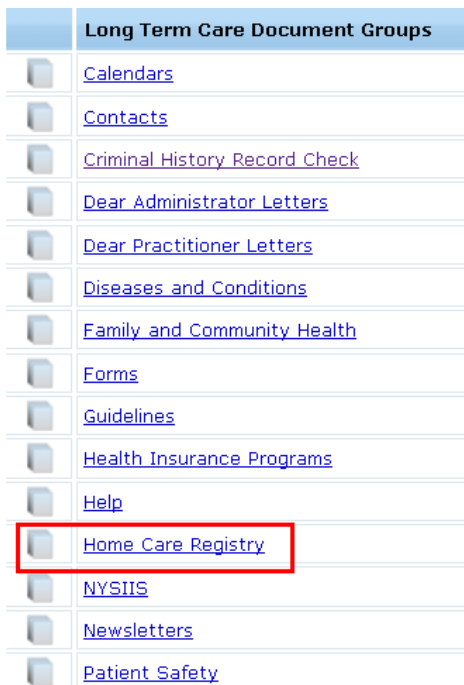 Long Term Care Document Groups
Calendars
Contacts
Criminal History Record Check
Dear Administrator Letters
Dear Practitioner Letters
Diseases and Conditions
Family and Community Health
Forms
Guidelines
Health Insurance Programs
Help
Home Care Registry
NYSIIS
Newsletters
Patient Safety